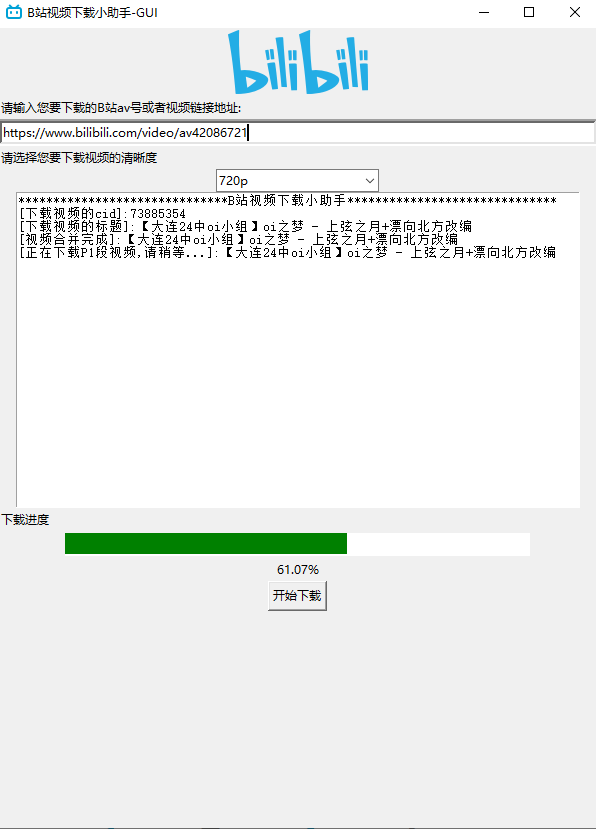 B站视频下载小助手-GUI
bilibili
请输入您要下载的B站av号或者视频链接地址:
https://www.bilibili.com/video/av42086721
请选择您要下载视频的清晰度
720p
******************************B站视频下载小助手******************************
[下载视频的cid]:73885354
[下载视频的标题]:【大连24中oi小组】oi之梦 - 上弦之月+漂向北方改编
[视频合并完成]:【大连24中oi小组】oi之梦 - 上弦之月+漂向北方改编
[正在下载P1段视频,请稍等...]:【大连24中oi小组】oi之梦 - 上弦之月+漂向北方改编
下载进度
61.07%
开始下载